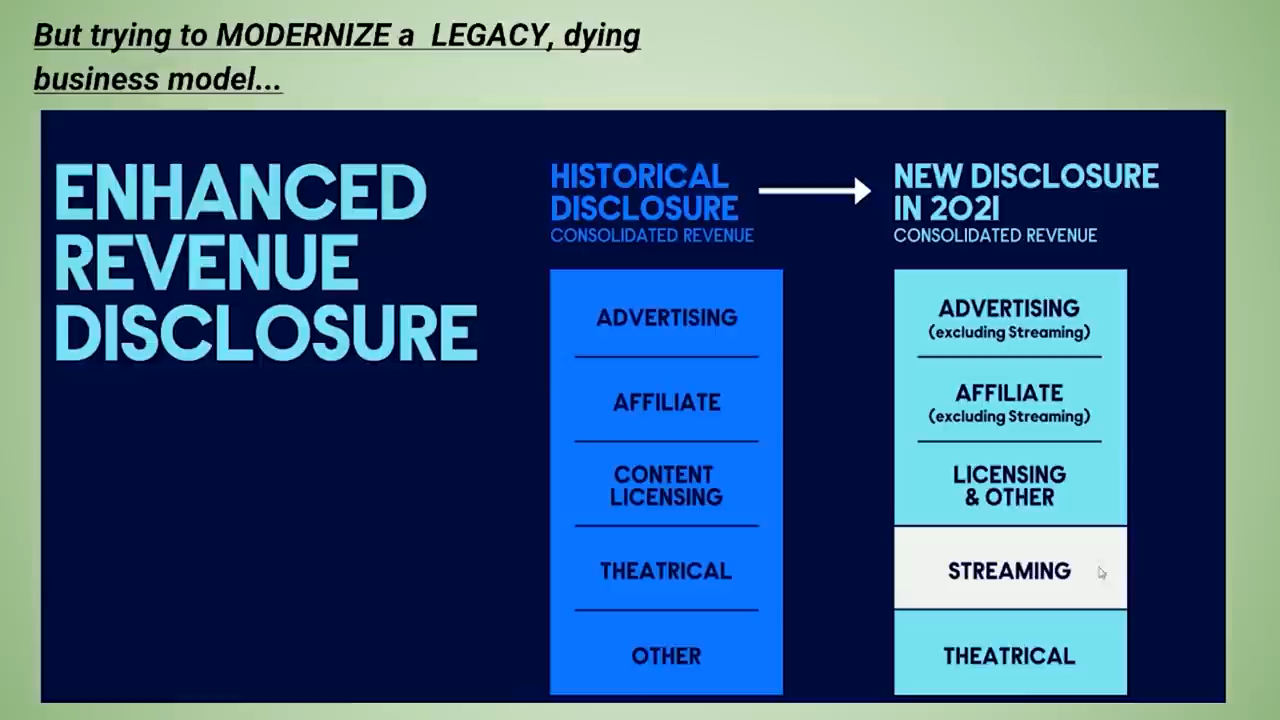 But trying to MODERNIZE a LEGACY, dying
business model...
ENHANCED
REVENUE
DISCLOSURE
HISTORICAL
DISCLOSURE
CONSOLIDATED REVENUE
ADVERTISING
AFFILIATE
CONTENT
LICENSING
THEATRICAL
OTHER
NEW DISCLOSURE
IN 2021
CONSOLIDATED REVENUE
ADVERTISING
(excluding Streaming)
AFFILIATE
(excluding Streaming)
LICENSING
& OTHER
STREAMING
THEATRICAL